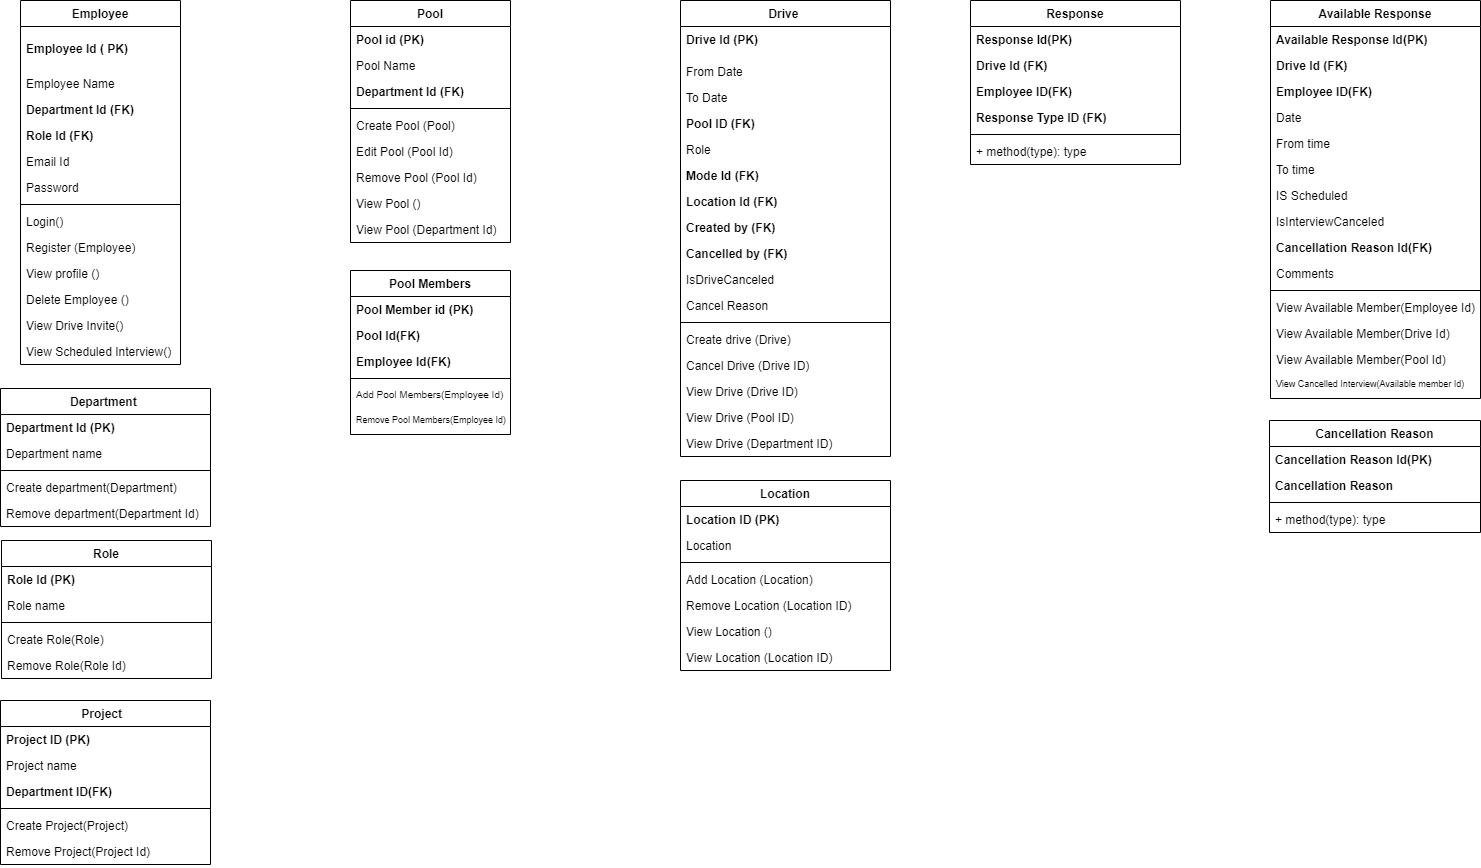 Employee
Employee Id ( PK)
Employee Name
Department Id (FK)
Role Id (FK)
Email Id
Password
Login()
Register (Employee)
View profile ()
Delete Employee ()
View Drive Invite()
View Scheduled Interview()
Department
Department Id (PK)
Department name
Create department(Department)
Remove department(Department Id)
Role
Role Id (PK)
Role name
Create Role(Role)
Remove Role(Role Id)
Project
Project ID (PK)
Project name
Department ID(FK)
Create Project(Project)
Remove Project(Project Id)
Pool
Pool id (PK)
Pool Name
Department Id (FK)
Create Pool (Pool)
Edit Pool (Pool Id)
Remove Pool (Pool Id)
View Pool ()
View Pool (Department Id)
Pool Members
Pool Member id (PK)
Pool Id(FK)
Employee Id(FK)
Add Pool Members(Employee Id)
Remove Pool Members(Employee Id)
Drive
Drive Id (PK)
From Date
To Date
Pool ID (FK)
Role
Mode Id (FK)
Location Id (FK)
Created by (FK)
Cancelled by (FK)
IsDriveCanceled
Cancel Reason
Create drive (Drive)
Cancel Drive (Drive ID)
View Drive (Drive ID)
View Drive (Pool ID)
View Drive (Department ID)
Location
Location ID (PK)
Location
Add Location (Location)
Remove Location (Location ID)
View Location ()
View Location (Location ID)
Response
Response Id(PK)
Drive Id (FK)
Employee ID(FK)
Response Type ID (FK)
+ method(type): type
Available Response
Available Response Id(PK)
Drive Id (FK)
Employee ID(FK)
Date
From time
To time
IS Scheduled
IsInterviewCanceled
Cancellation Reason Id(FK)
Comments
View Available Member(Employee Id)
View Available Member(Drive Id)
View Available Member(Pool Id)
View Cancelled Interview(Available member Id)
Cancellation Reason
Cancellation Reason Id(PK)
Cancellation Reason
+ method(type): type